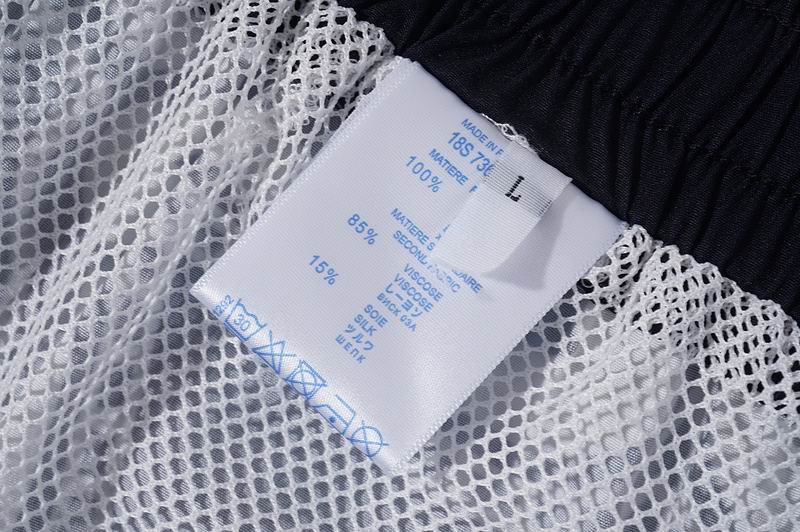 MADE IN
18S 73
MATIERE
100%
L
MATIERE
85%
SECOND
VISCOSE
VISCOSE
レーヨン
ВИСКОЗА
15%
SOIE
SILK
シルク
ШЕЛК
30